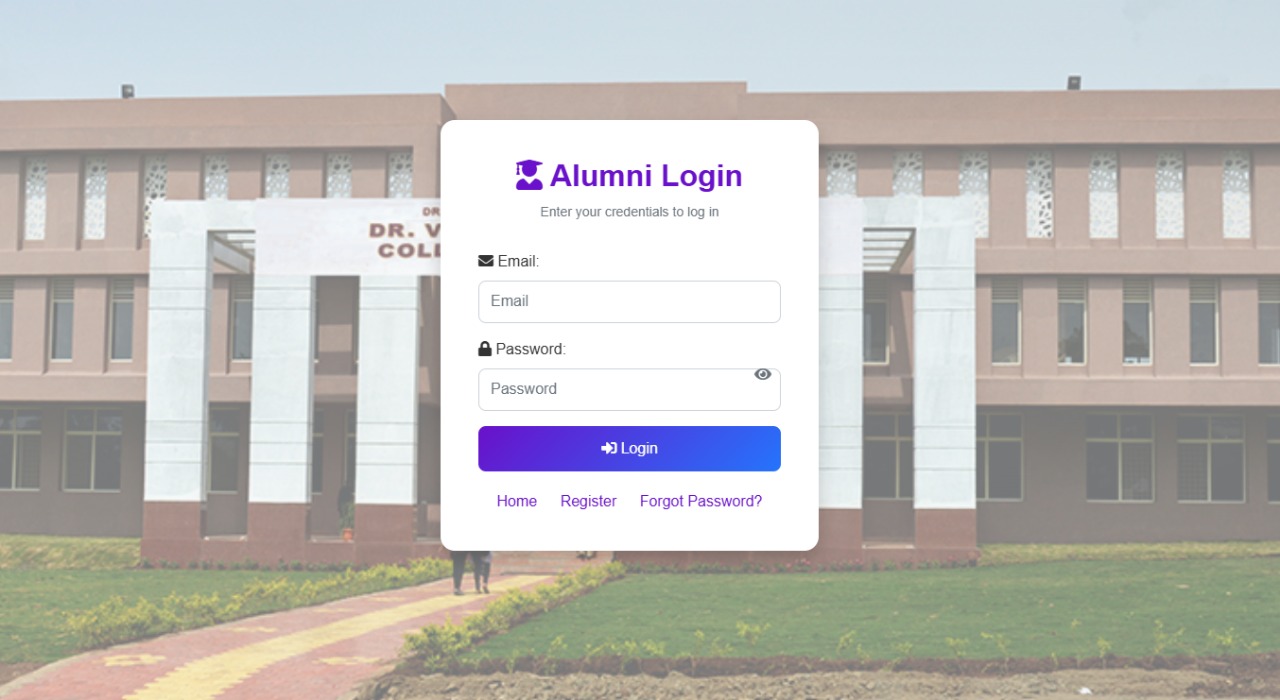 DR.
DR. V
COLL
Alumni Login
Enter your credentials to log in
Email:
Email
Password:
Password
Login
Home Register Forgot Password?